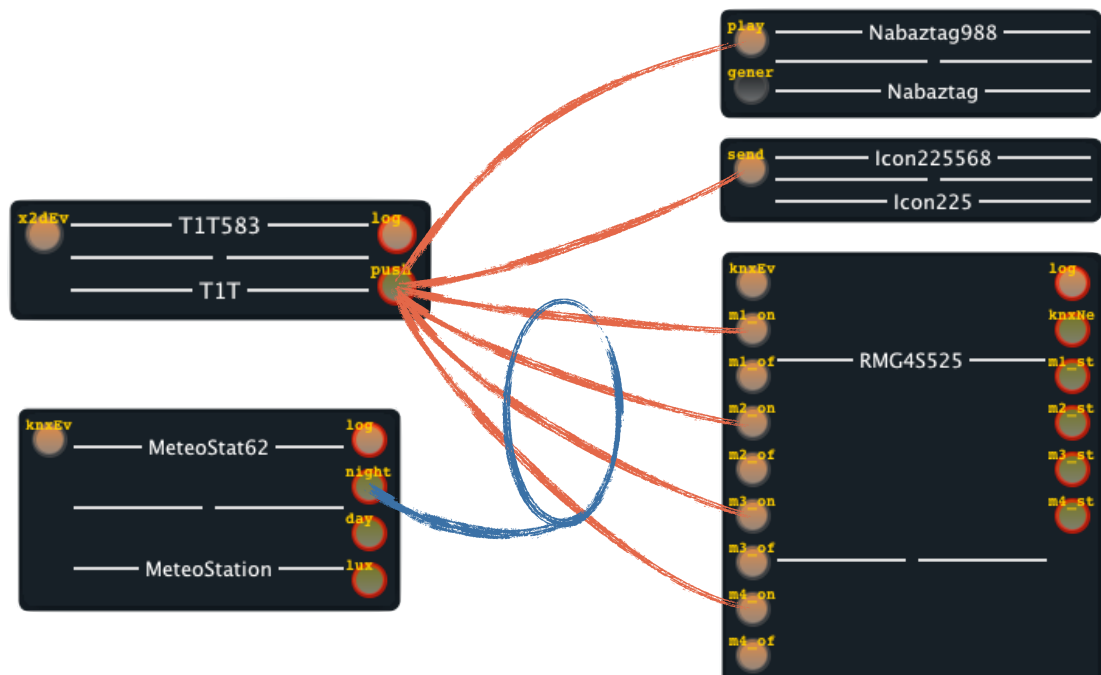 x2dEv
T1T583
log
push
T1T
knxEv
MeteoStat62
log
night
day
lux
MeteoStation
play
Nabaztag988
gener
Nabaztag
send
Icon225568
Icon225
knxEv
log
m1_on
knxNe
m1_of
RMG4S525
m1_st
m2_on
m2_st
m2_of
m3_st
m3_on
m4_st
m3_of
m4_on
m4_of